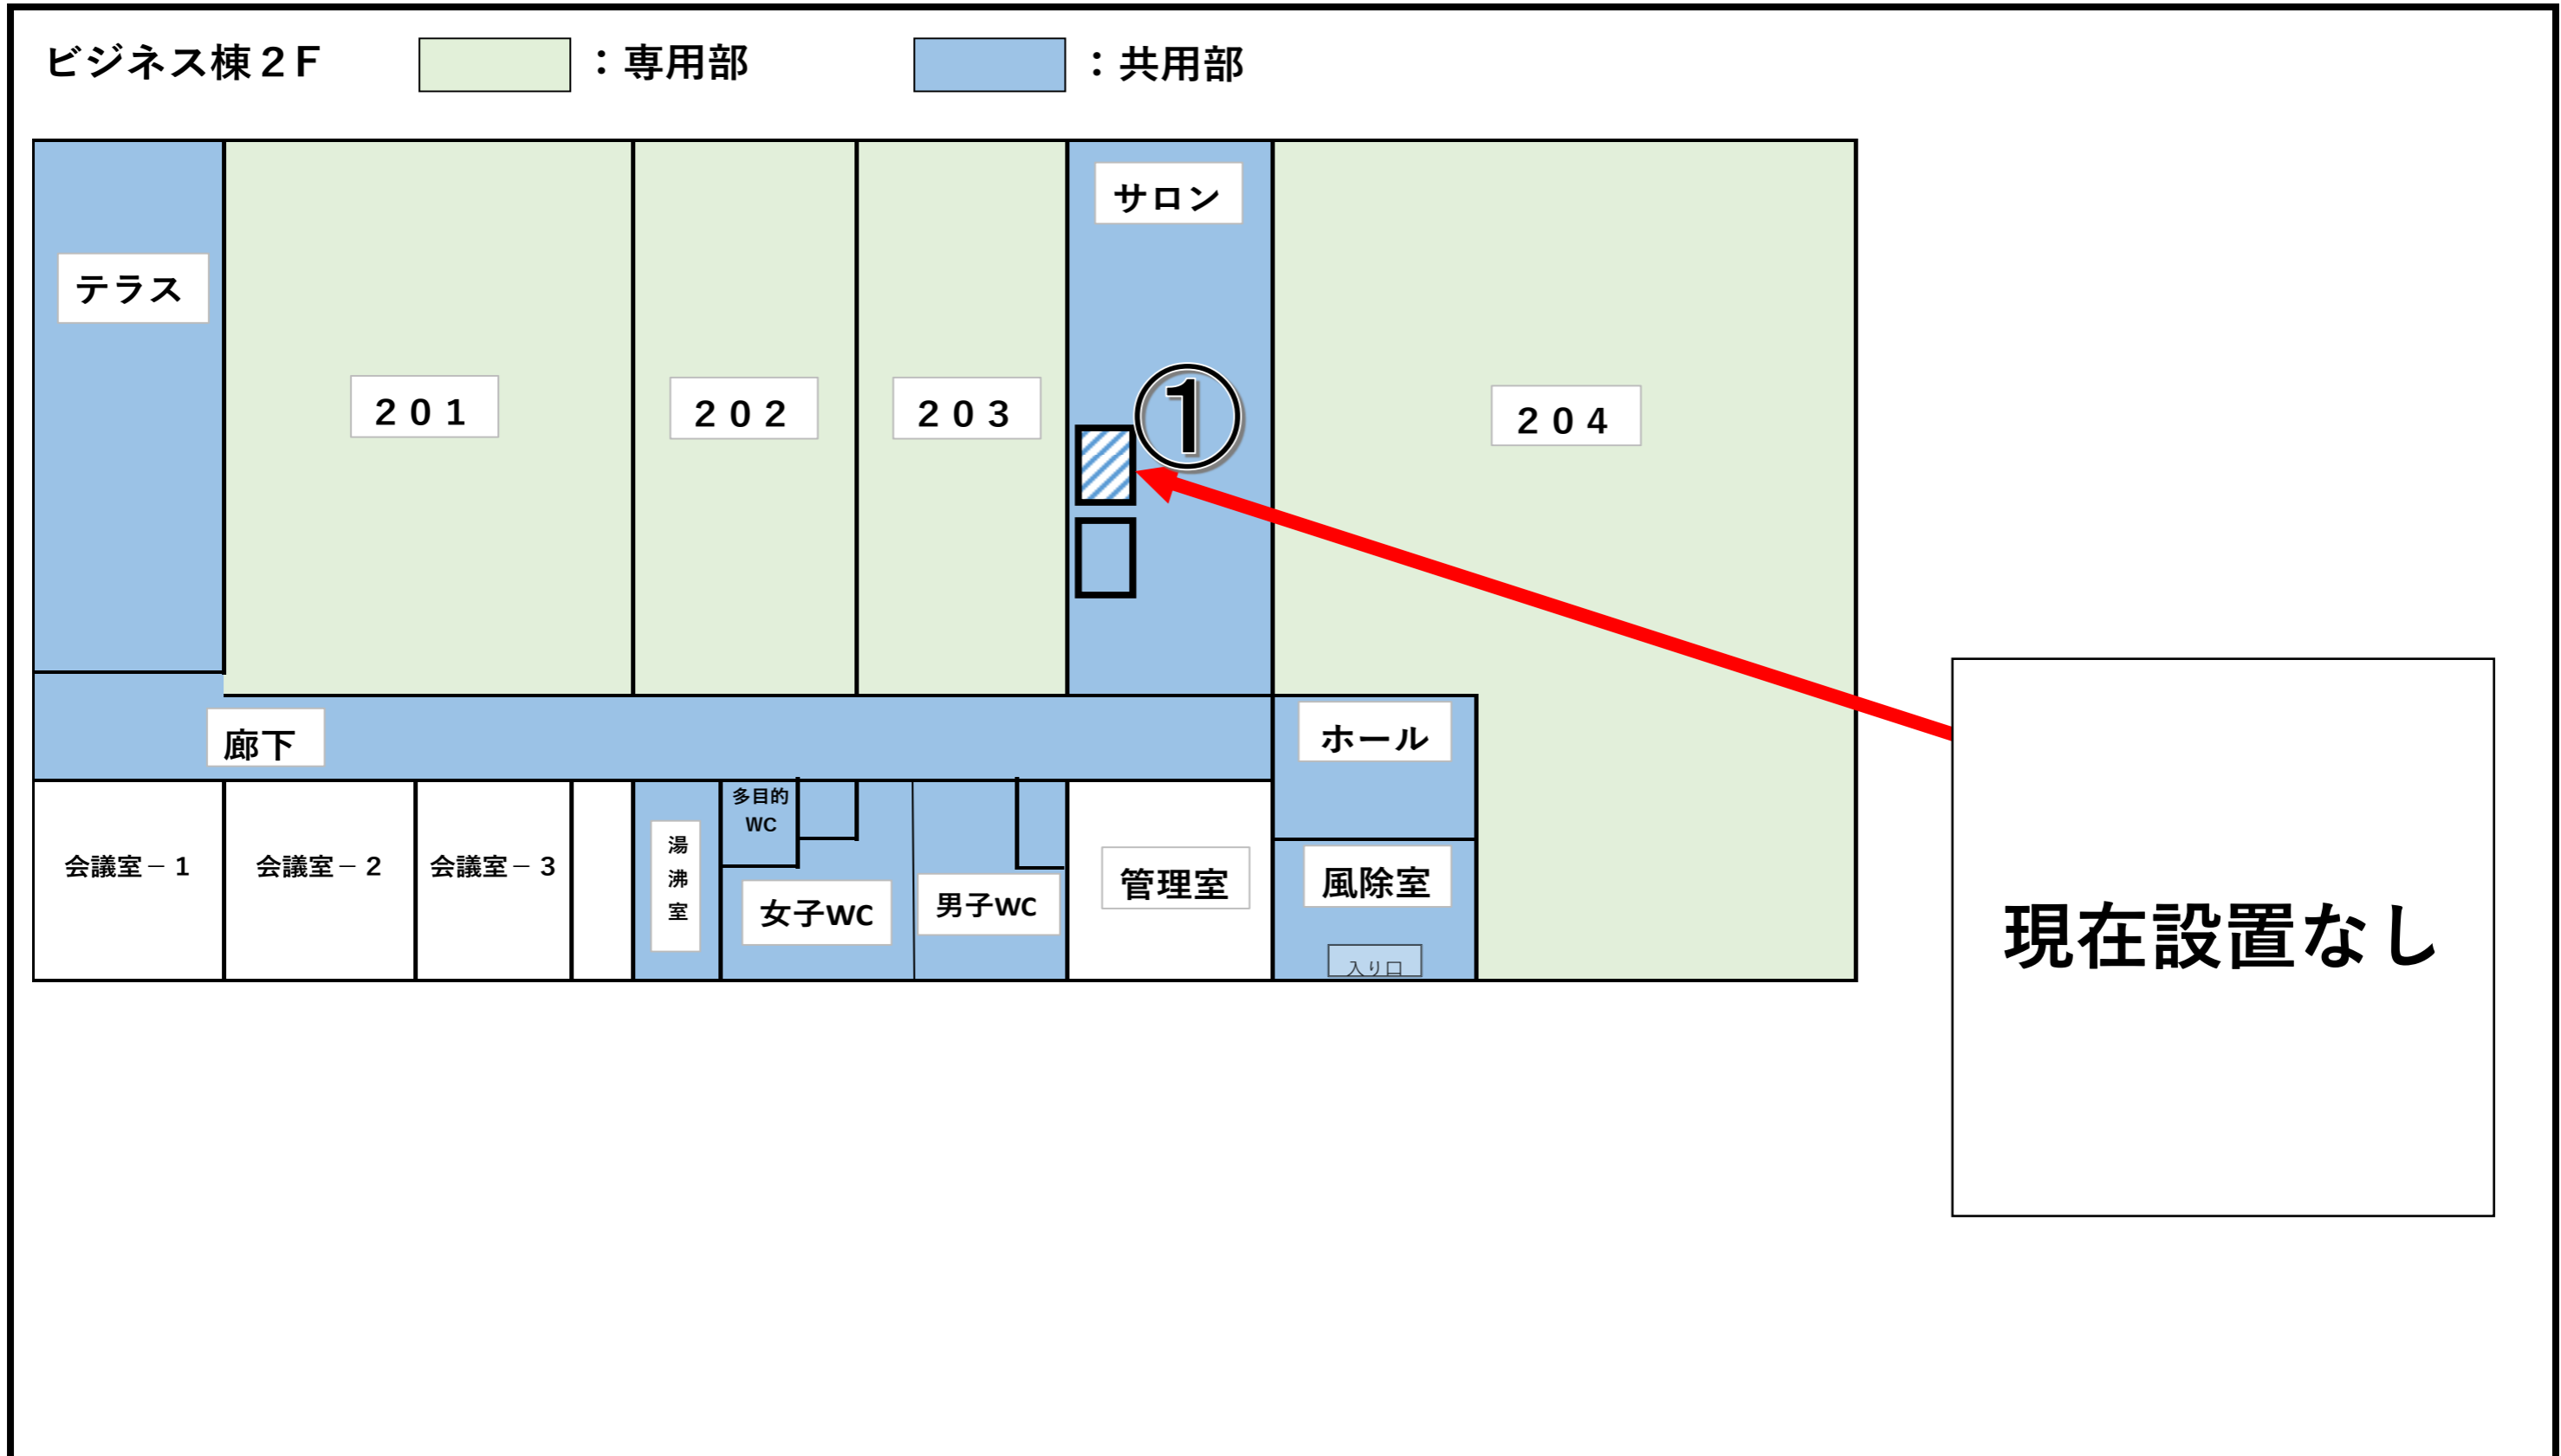 ビジネス棟２Ｆ
：専用部
：共用部
サロン
テラス
２０１
２０２
２０３
①
２０４
廊下
ホール
多目的
WC
湯
沸
室
会議室－１
会議室－２
会議室－３
女子WC
男子WC
管理室
風除室
入り口
現在設置なし